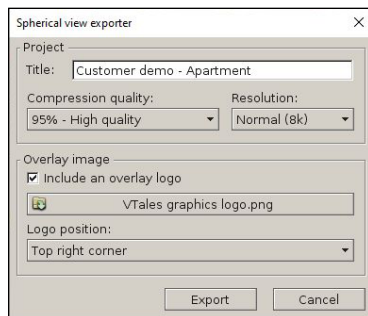 Spherical view exporter
Project
Title: Customer demo - Apartment
Compression quality: Resolution:
95% - High quality Normal (8k)
Overlay image
Include an overlay logo
VTales graphics logo.png
Logo position:
Top right corner
Export Cancel